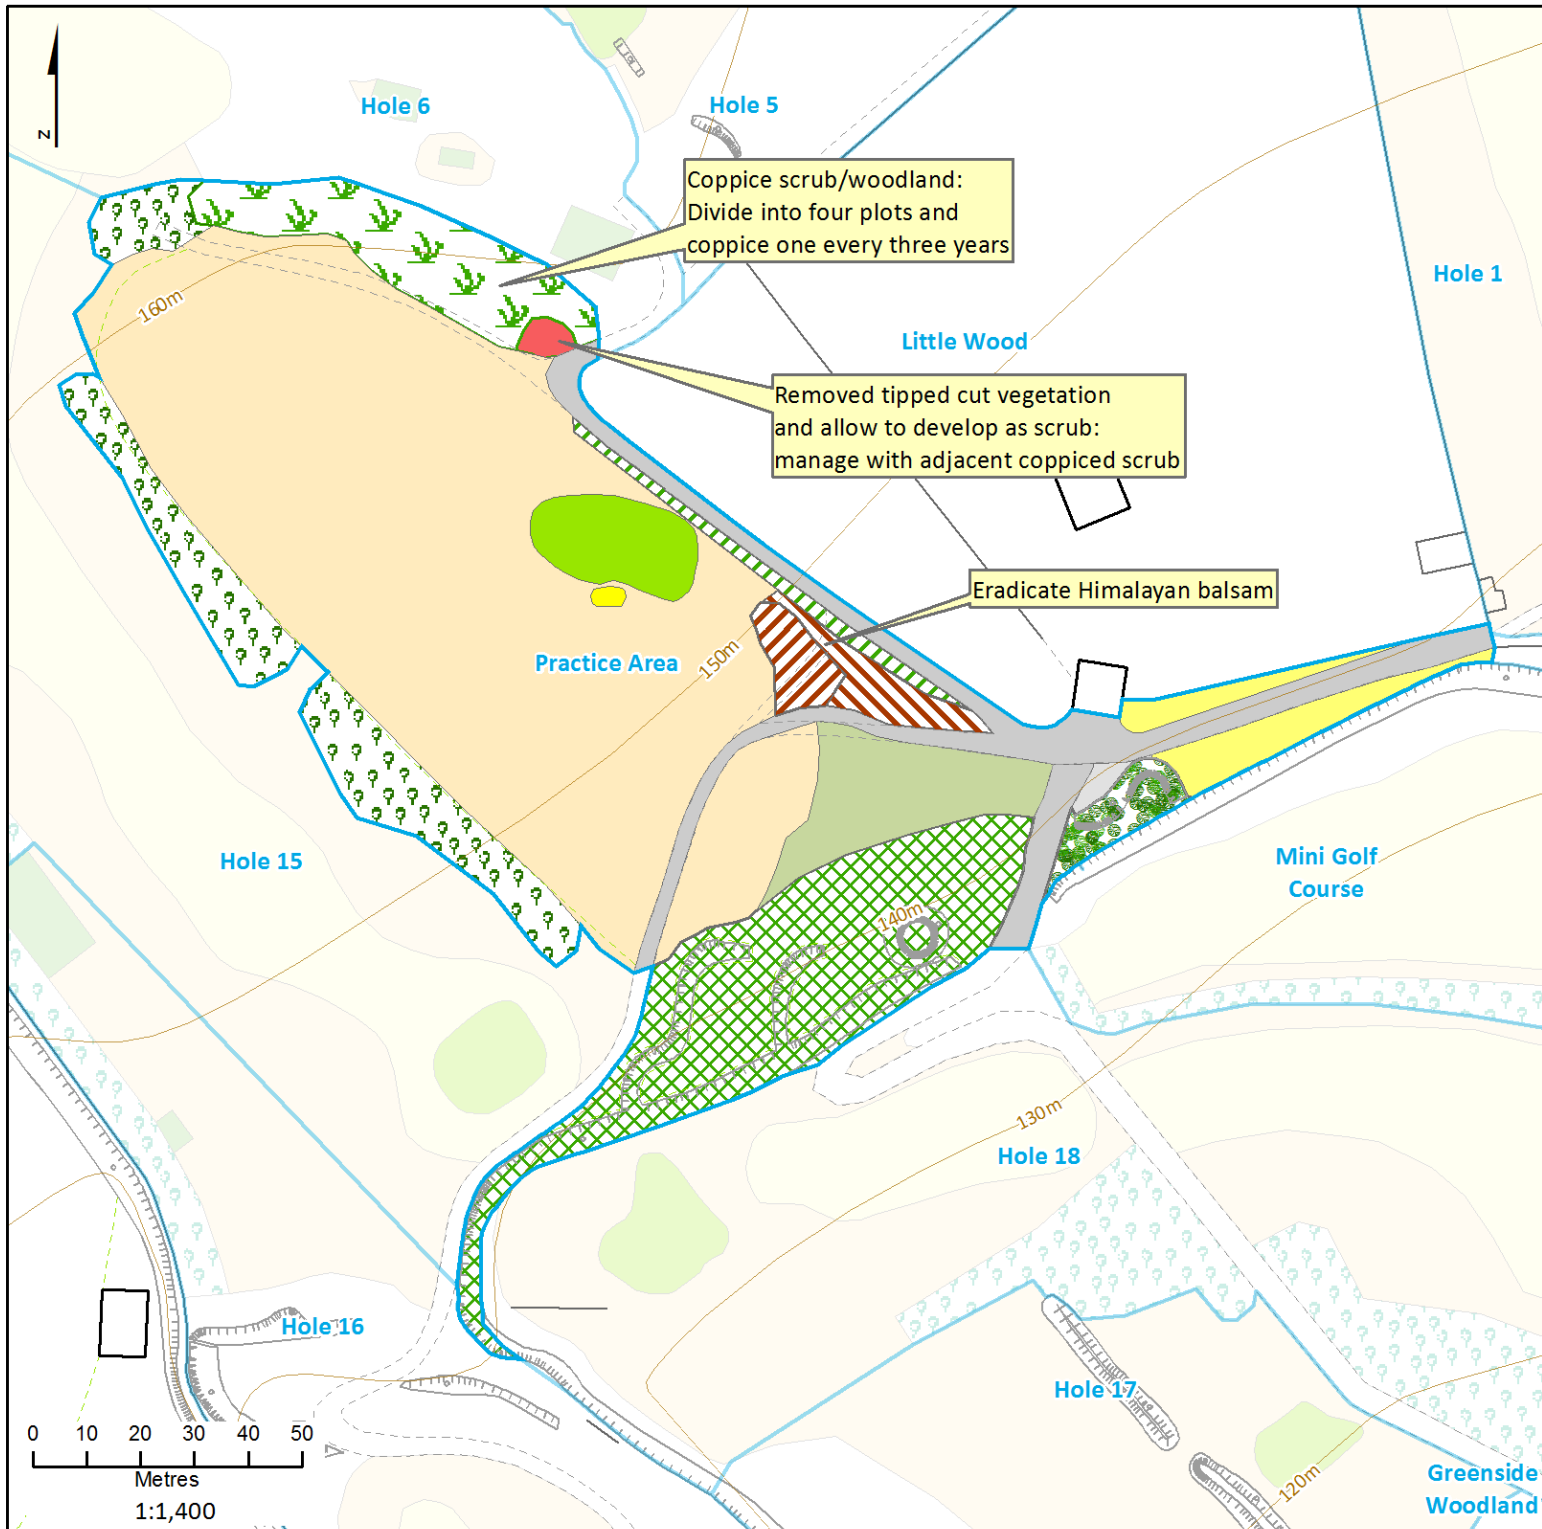 Hole 6
Hole 5
N
Coppice scrub/woodland:
Divide into four plots and
coppice one every three years
Hole 1
160m
Little Wood
Removed tipped cut vegetation
and allow to develop as scrub:
manage with adjacent coppiced scrub
Eradicate Himalayan balsam
Practice Area
150m
Hole 15
Mini Golf
Course
140m
130m
Hole 18
Hole 16
Hole 17
0 10 20 30 40 50
Metres
1:1,400
120m
Greenside
Woodland